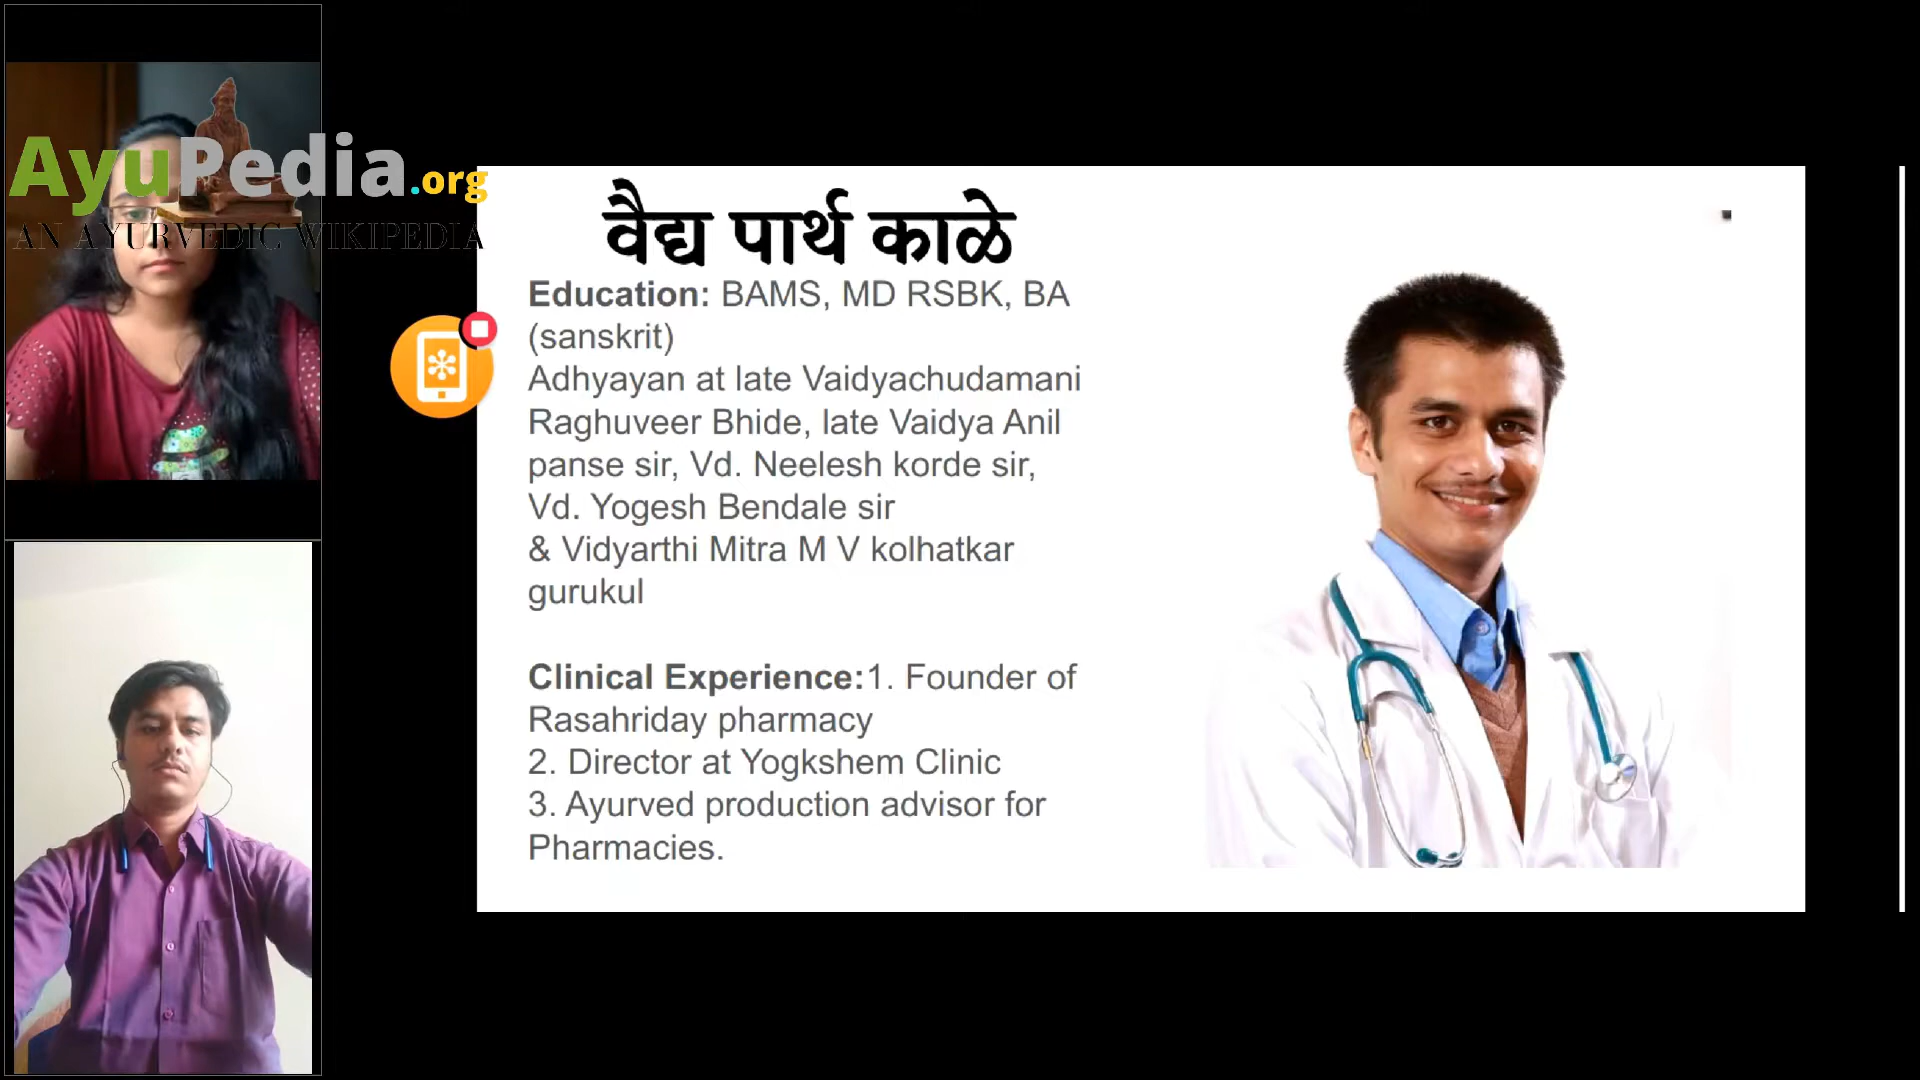 AyuPedia.org
AN AYURVEDIC WIKIPEDIA
वैद्य पार्थ काळे
Education: BAMS, MD RSBK, BA
(sanskrit)
Adhyayan at late Vaidyachudamani
Raghuveer Bhide, late Vaidya Anil
panse sir, Vd. Neelesh korde sir,
Vd. Yogesh Bendale sir
& Vidyarthi Mitra M V kolhatkar
gurukul
Clinical Experience:1. Founder of
Rasahriday pharmacy
2. Director at Yogkshem Clinic
3. Ayurved production advisor for
Pharmacies.